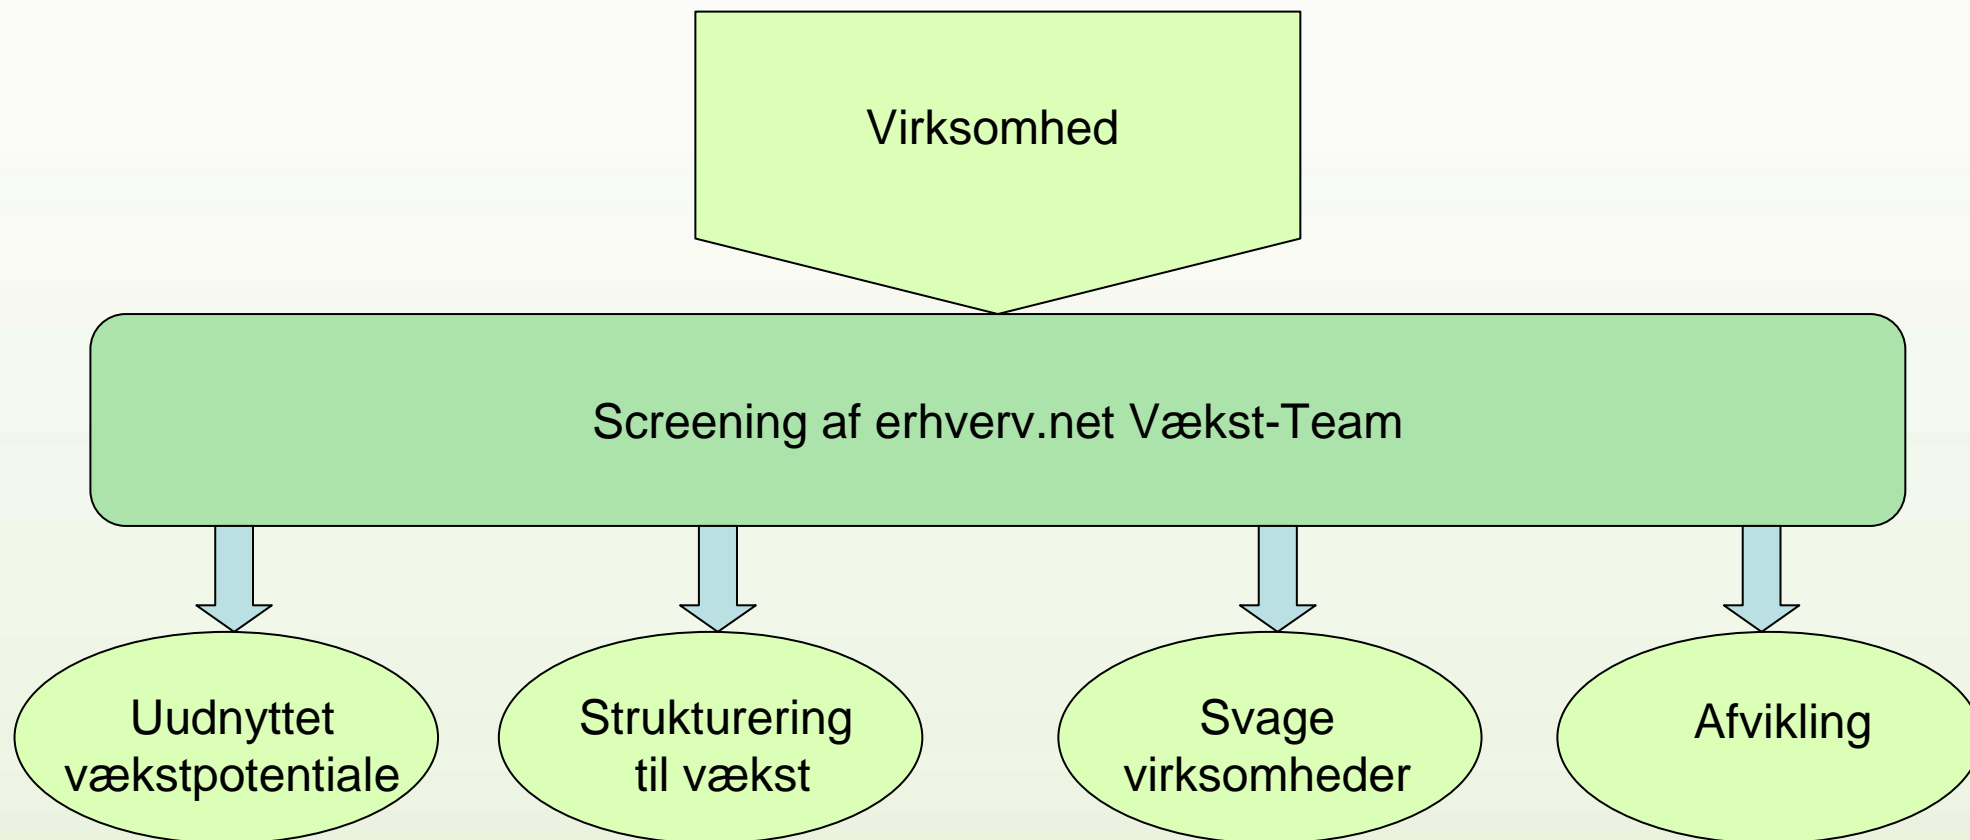 Virksomhed
Screening af erhverv.net Vækst-Team
Uudnyttet
vækstpotentiale
Strukturering
til vækst
Svage
virksomheder
Afvikling